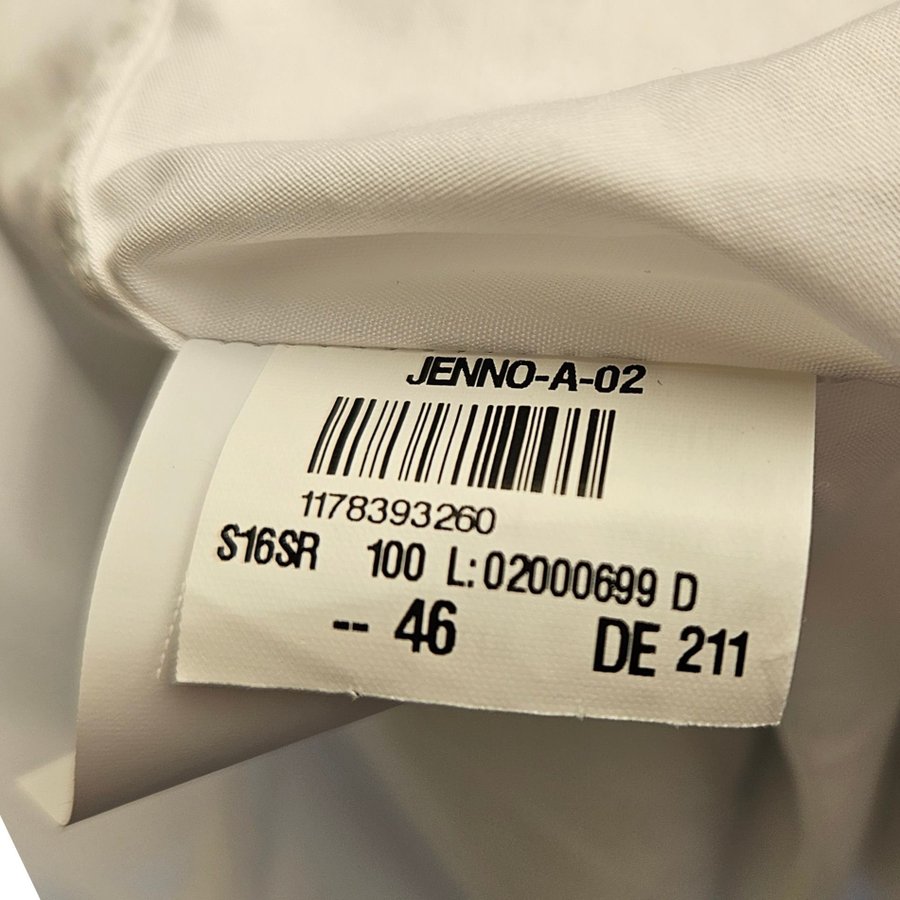 JENNO-A-02
1178393260
S16SR 100 L:02000699 D
-- 46 DE 211